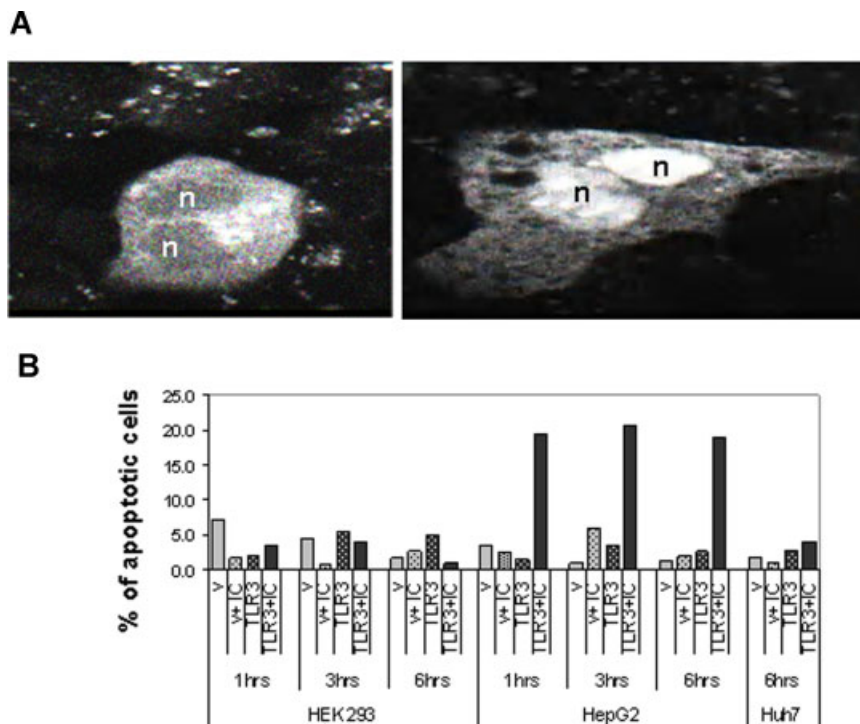 A
n
n
n
n
B
% of apoptotic cells
25.0
20.0
15.0
10.0
5.0
0.0
v
v+ IC
TLR3
TLR3+IC
v
v+ IC
TLR3
TLR3+IC
v
v+ IC
TLR3
TLR3+IC
v
v+ IC
TLR3
TLR3+IC
v
v+ IC
TLR3
TLR3+IC
v
v+ IC
TLR3
TLR3+IC
v
v+ IC
TLR3
TLR3+IC
1hrs 3hrs 6hrs 1hrs 3hrs 6hrs 6hrs
HEK293 HepG2 Huh7